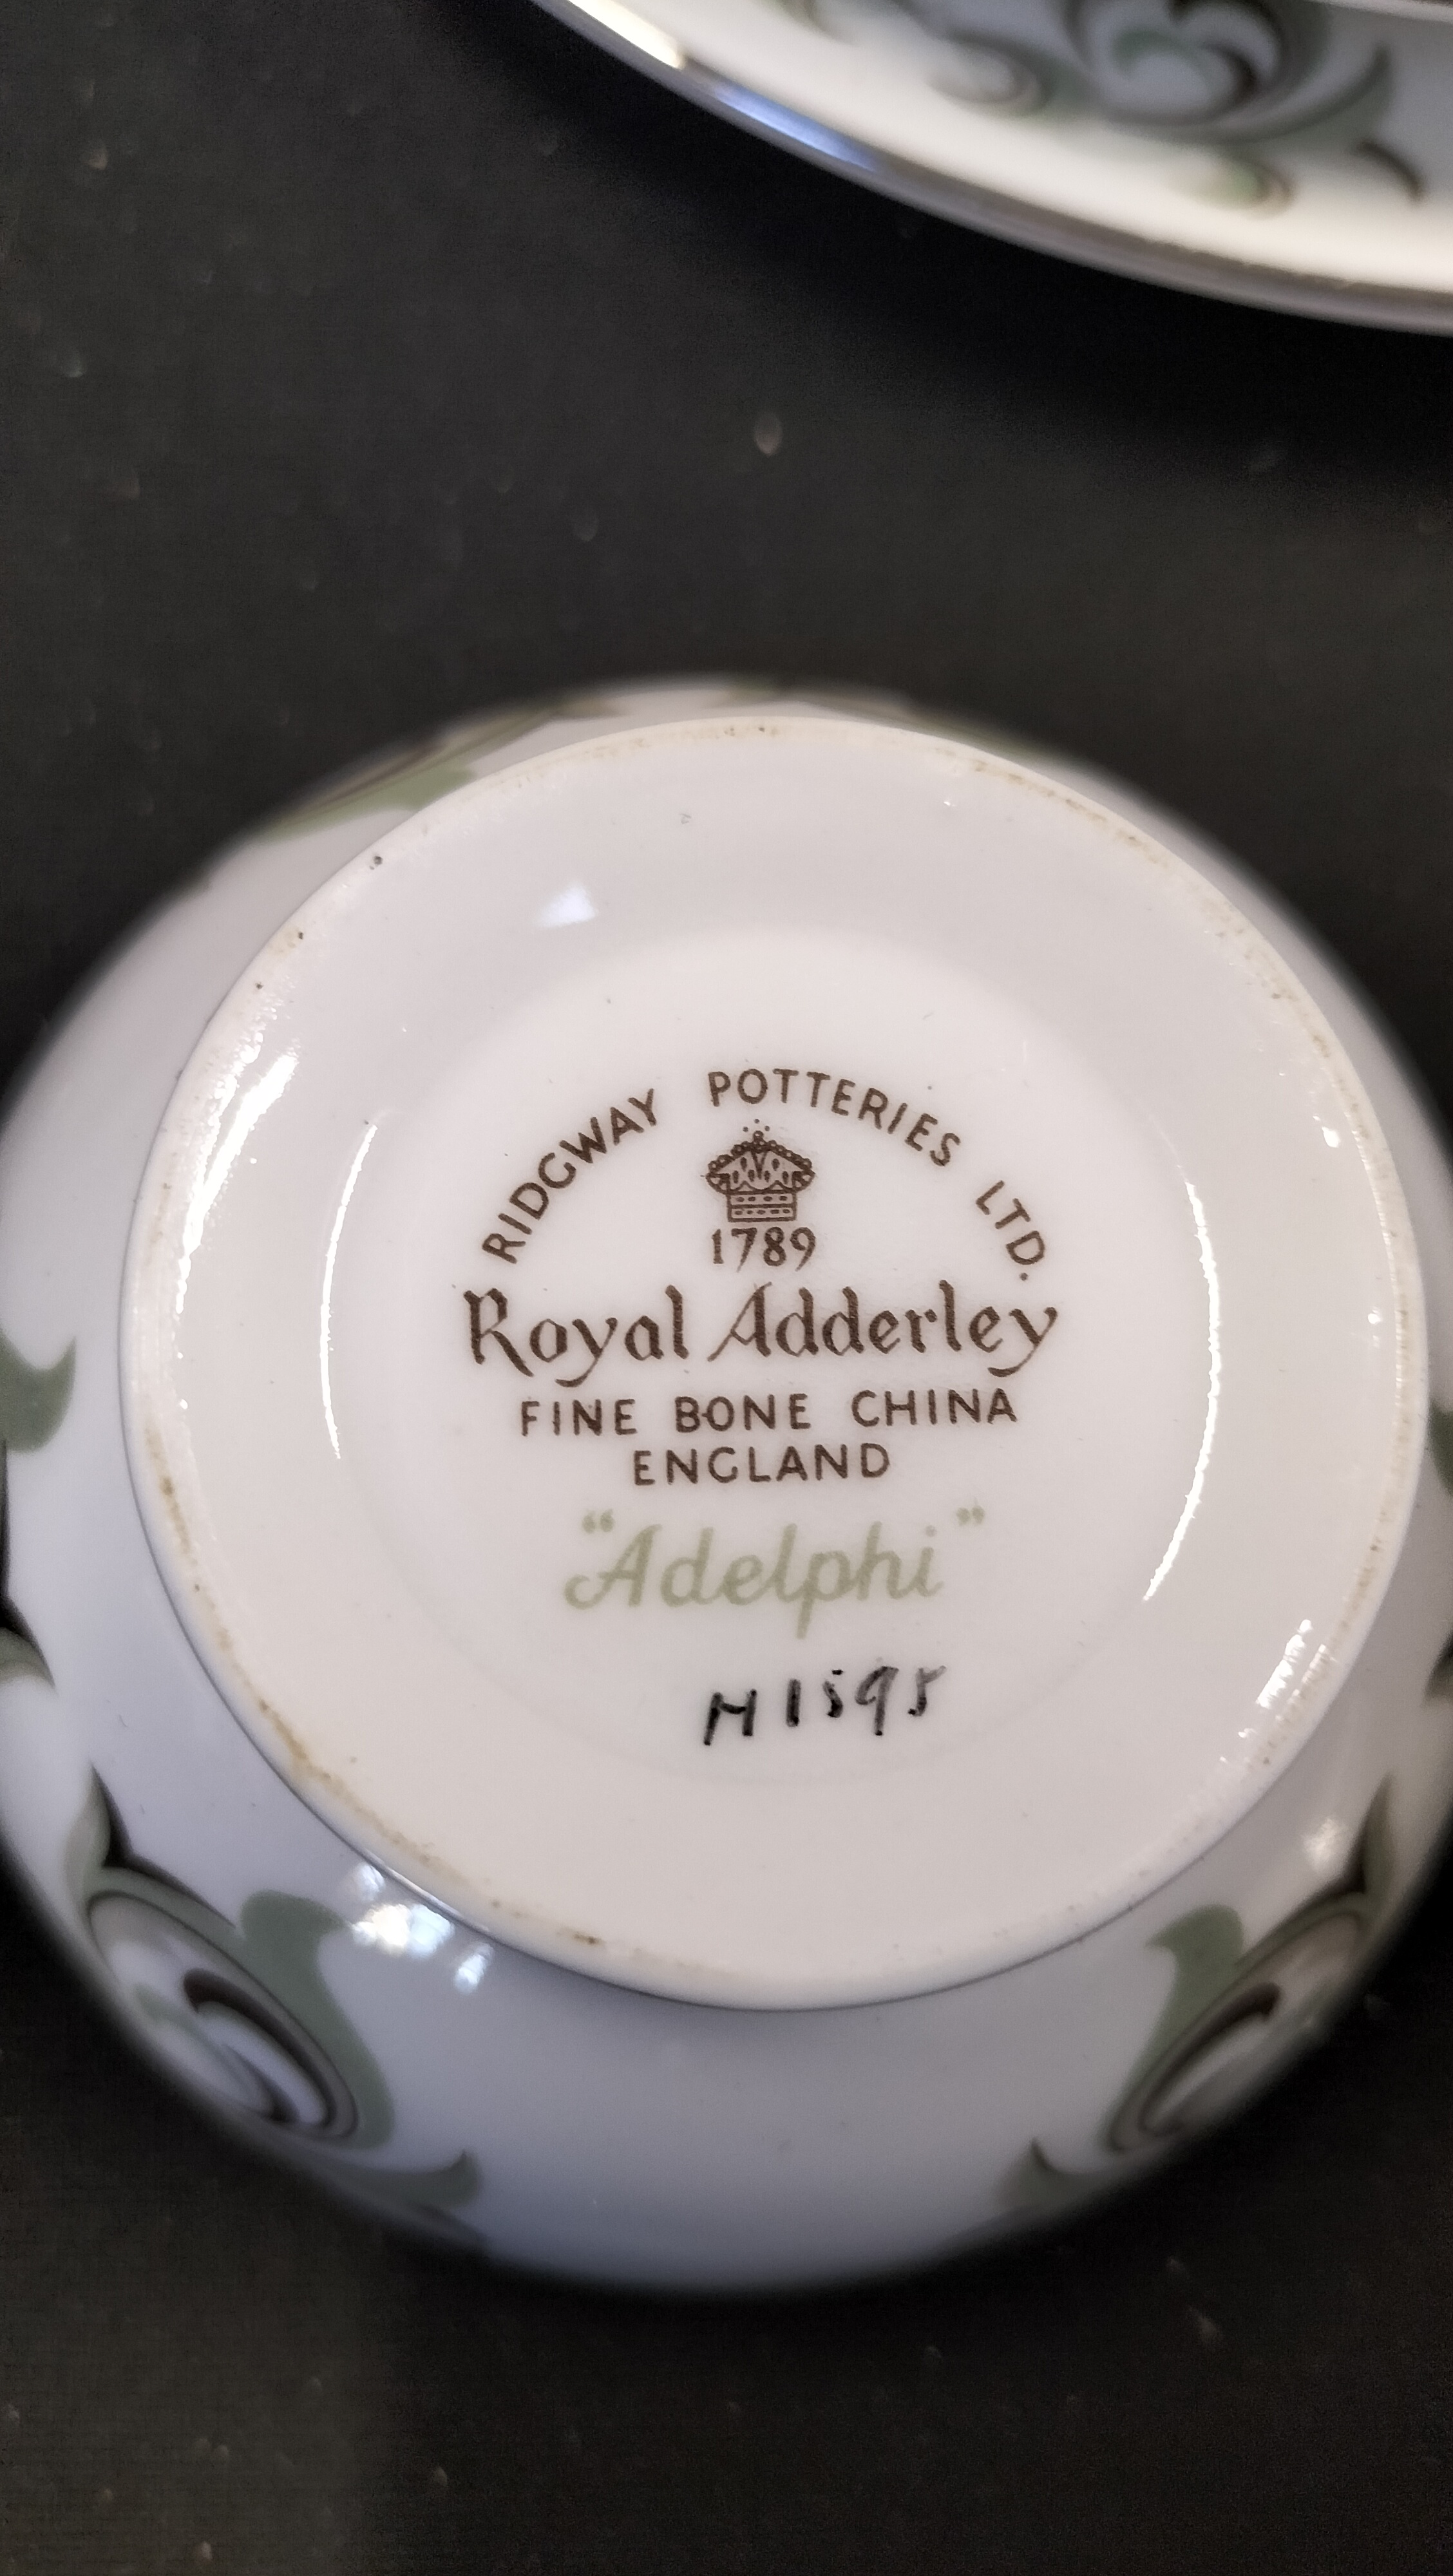 RIDGWAY POTTERIES LTD.
1789
Royal Adderley
FINE BONE CHINA
ENGLAND
"Adelphi"
H1595